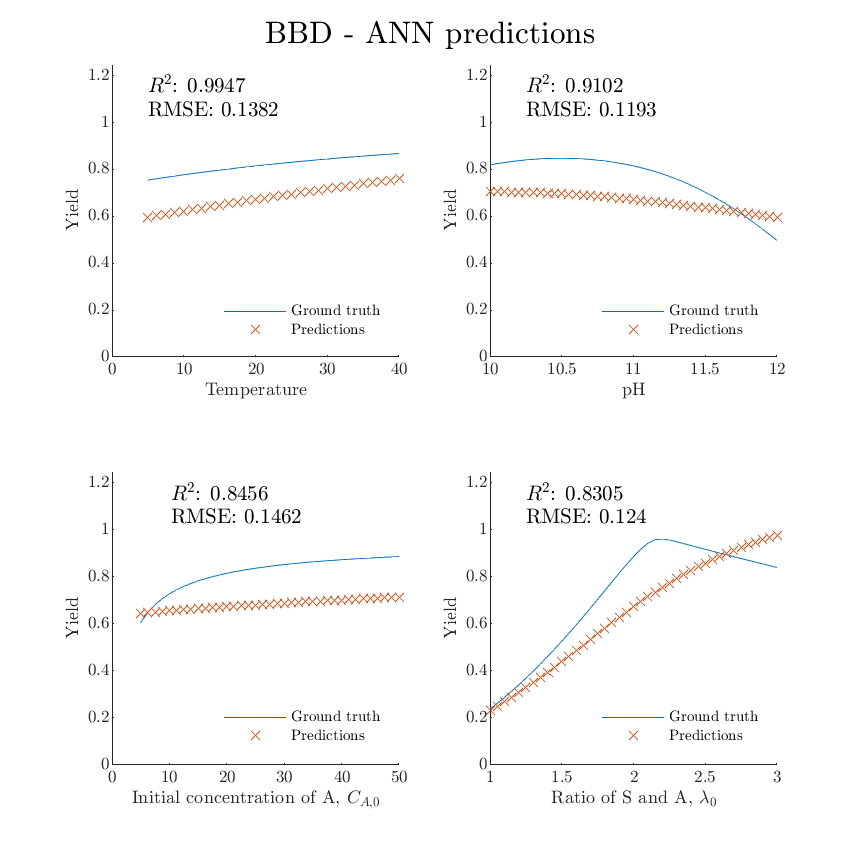 BBD - ANN predictions
R²: 0.9947
RMSE: 0.1382
1.2
1
0.8
0.6
0.4
0.2
0
Yield
Ground truth
Predictions
0 10 20 30 40
Temperature
R²: 0.9102
RMSE: 0.1193
1.2
1
0.8
0.6
0.4
0.2
0
Yield
Ground truth
Predictions
10 10.5 11 11.5 12
pH
R²: 0.8456
RMSE: 0.1462
1.2
1
0.8
0.6
0.4
0.2
0
Yield
Ground truth
Predictions
0 10 20 30 40 50
Initial concentration of A, C_{A,0}
R²: 0.8305
RMSE: 0.124
1.2
1
0.8
0.6
0.4
0.2
0
Yield
Ground truth
Predictions
1 1.5 2 2.5 3
Ratio of S and A, λ₀